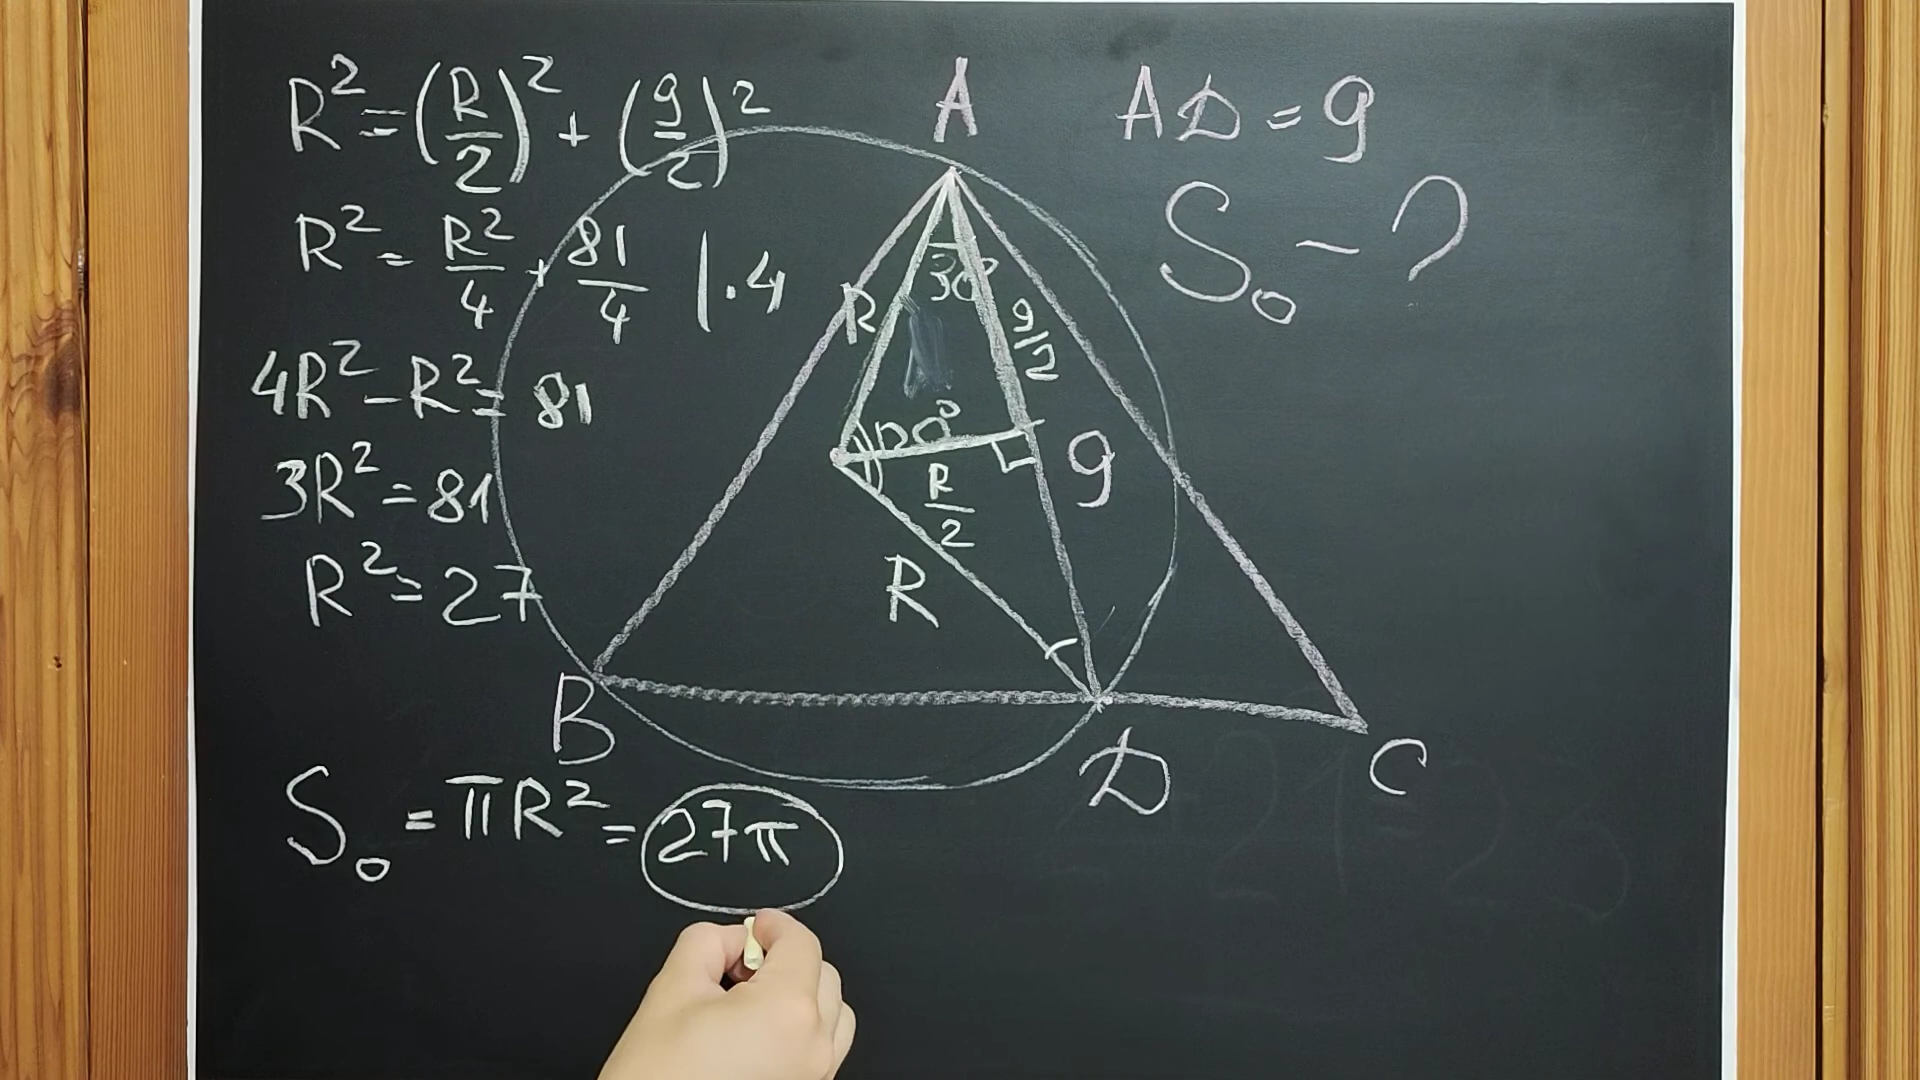 R² = (R/2)² + (9/2)²
R² = R²/4 + 81/4 | · 4
4R² - R² = 81
3R² = 81
R² = 27
S₀ = πR² = 27π
A
AD = 9
S₀ - ?
30°
R
9/2
120°
9
R/2
R
B
D
C